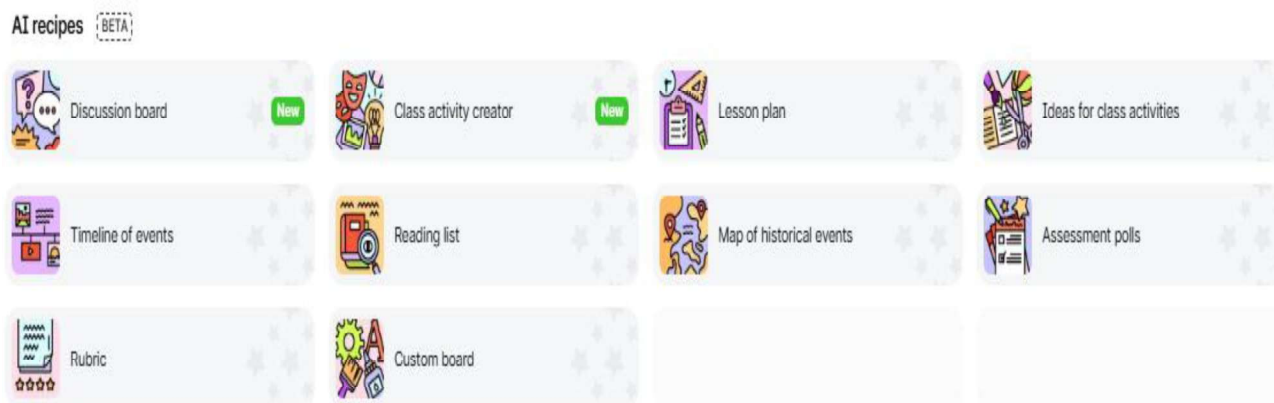 AI recipes BETA
Discussion board New
Class activity creator New
Lesson plan
Ideas for class activities
Timeline of events
Reading list
Map of historical events
Assessment polls
Rubric
Custom board